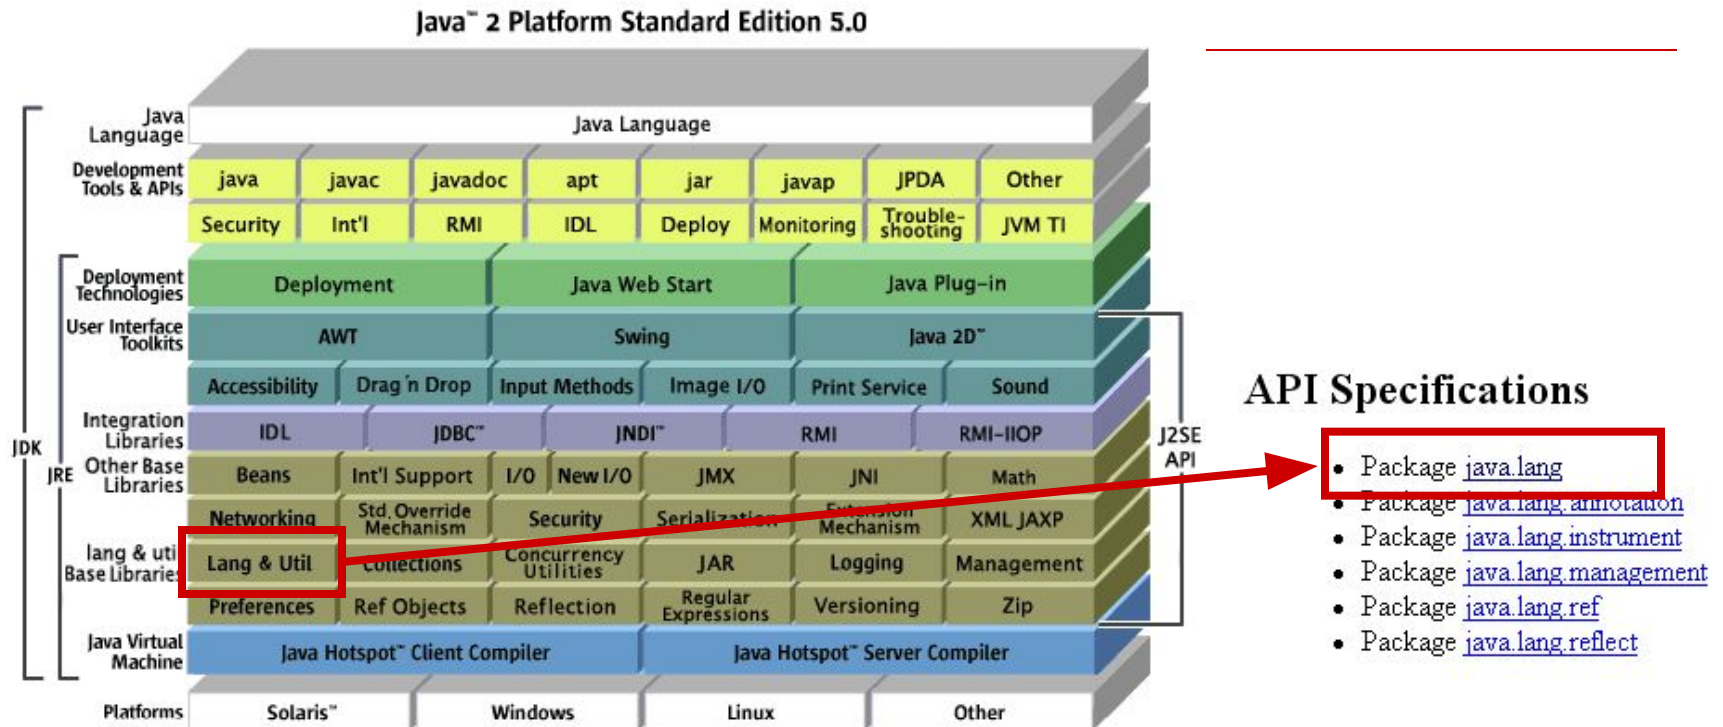 Java™ 2 Platform Standard Edition 5.0
Java
Language
Java Language
Development
Tools & APIs
java javac javadoc apt jar javap JPDA Other
Security Int'l RMI IDL Deploy Monitoring Trouble-
shooting JVM TI
Deployment
Technologies
Deployment Java Web Start Java Plug-in
User Interface
Toolkits
AWT Swing Java 2D™
Accessibility Drag 'n Drop Input Methods Image I/O Print Service Sound
Integration
Libraries
IDL JDBC™ JNDI™ RMI RMI-IIOP
Other Base
Libraries
Beans Int'l Support I/O New I/O JMX JNI Math
Networking Std. Override
Mechanism Security Serialization Extension
Mechanism XML JAXP
lang & uti
Base Libraries
Lang & Util Collections Concurrency
Utilities JAR Logging Management
Preferences Ref Objects Reflection Regular
Expressions Versioning Zip
Java Virtual
Machine
Java Hotspot™ Client Compiler Java Hotspot™ Server Compiler
Platforms Solaris™ Windows Linux Other
JDK
JRE
J2SE
API
API Specifications
• Package java.lang
• Package java.lang.annotation
• Package java.lang.instrument
• Package java.lang.management
• Package java.lang.ref
• Package java.lang.reflect